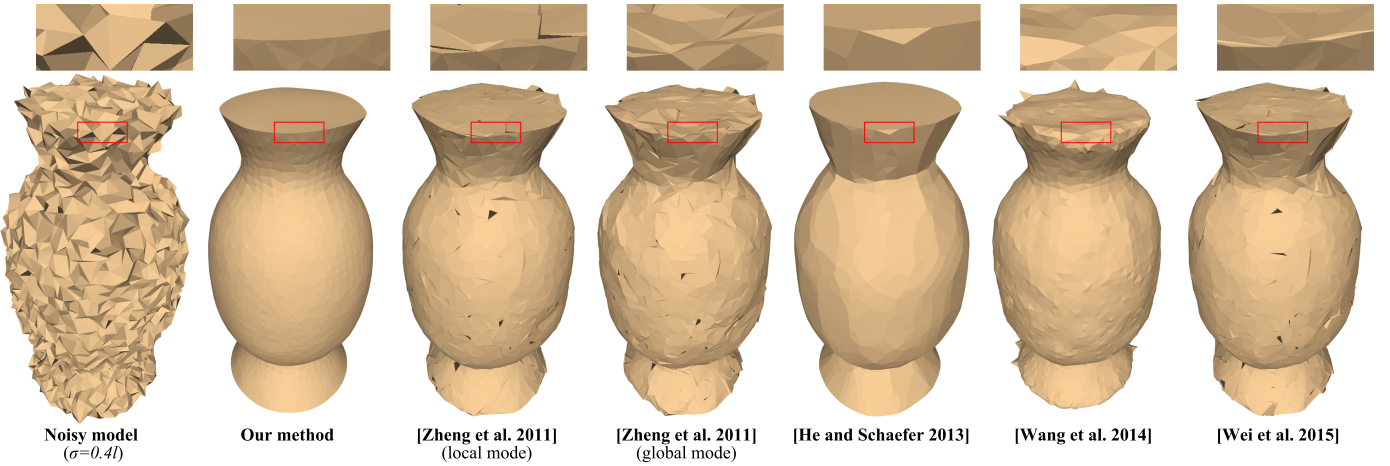 Noisy model
(σ=0.4l)
Our method
[Zheng et al. 2011]
(local mode)
[Zheng et al. 2011]
(global mode)
[He and Schaefer 2013]
[Wang et al. 2014]
[Wei et al. 2015]